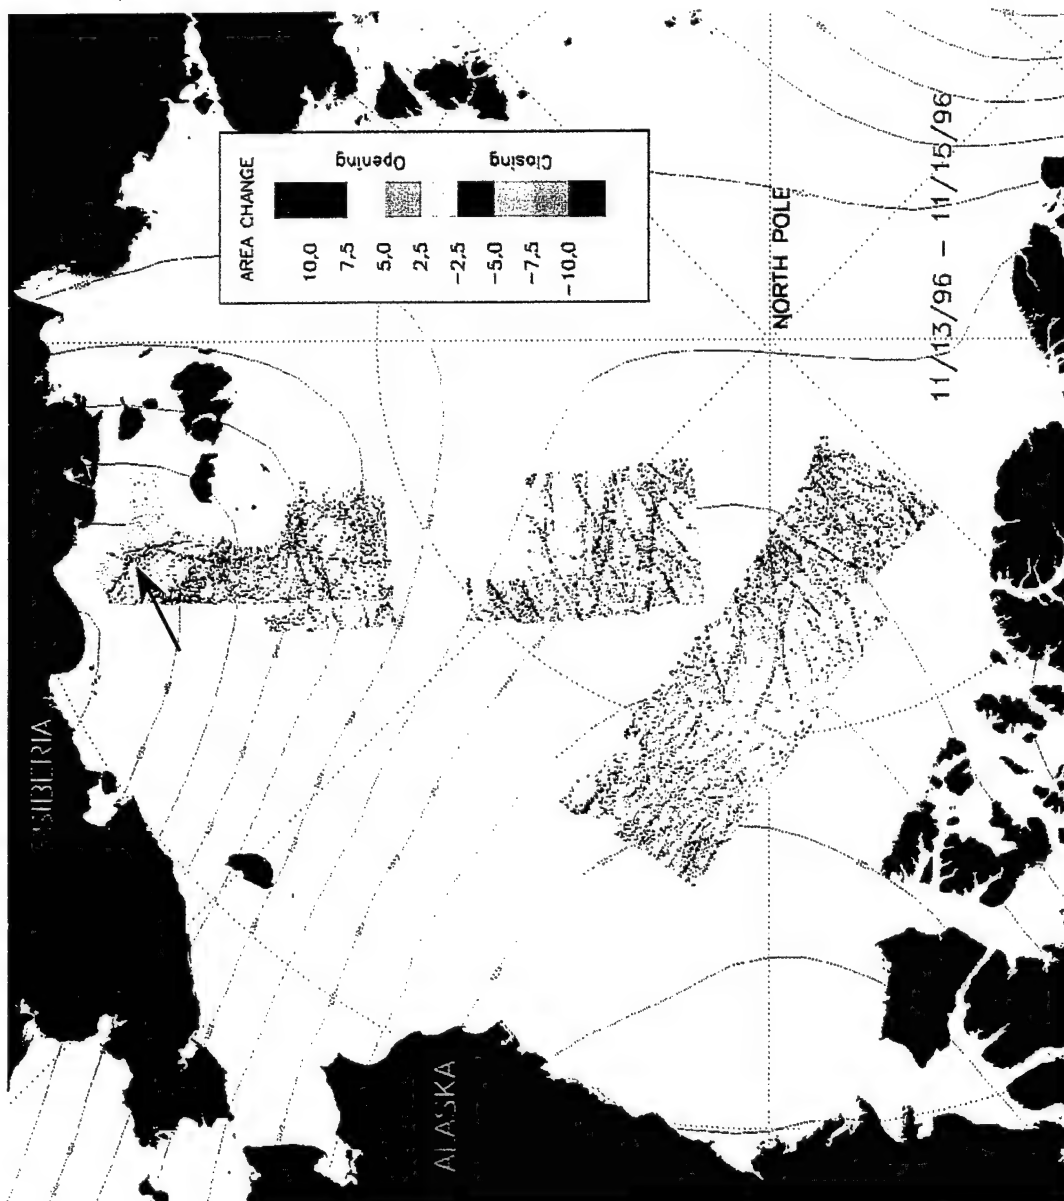 SIBERIA
AREA CHANGE
Opening
Closing
10,0
7,5
5,0
2,5
-2,5
-5,0
-7,5
-10,0
NORTH POLE
11/13/96 - 11/15/96
ALASKA